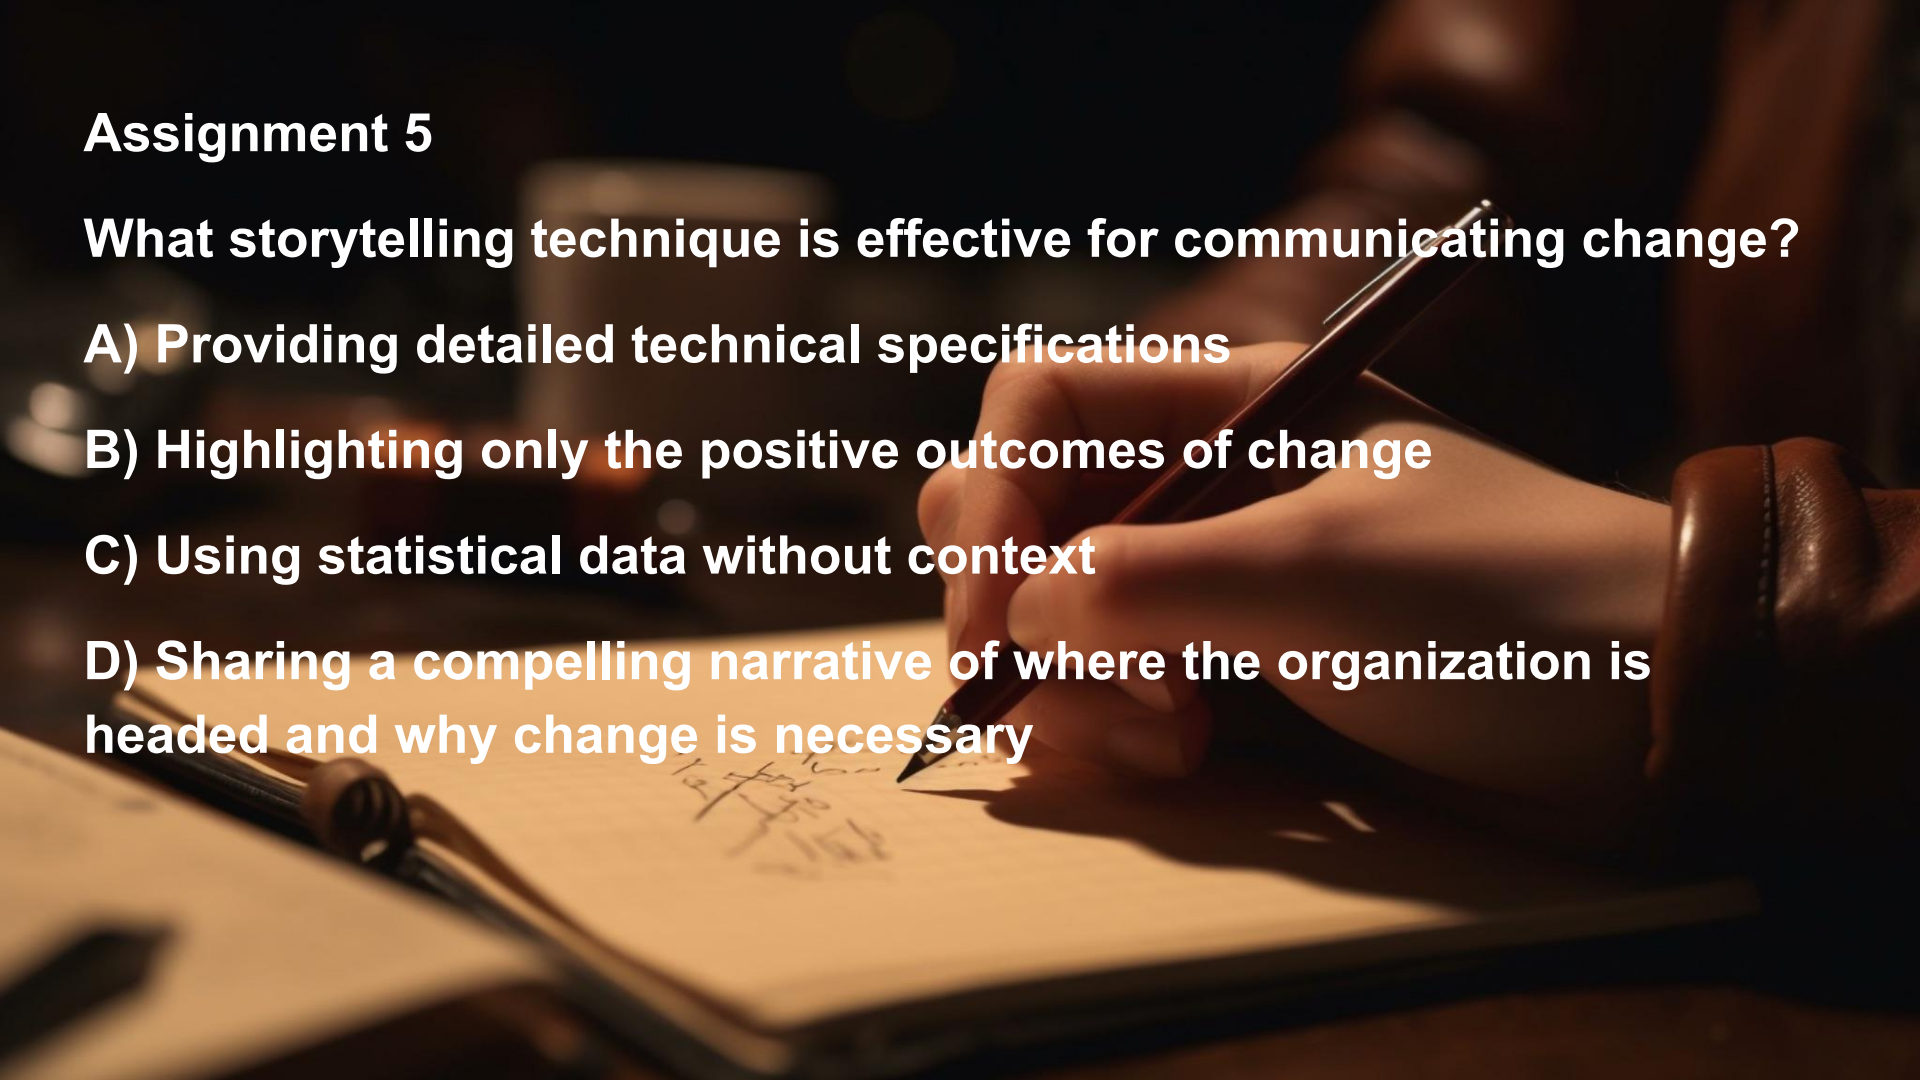 Assignment 5
What storytelling technique is effective for communicating change?
A) Providing detailed technical specifications
B) Highlighting only the positive outcomes of change
C) Using statistical data without context
D) Sharing a compelling narrative of where the organization is
headed and why change is necessary